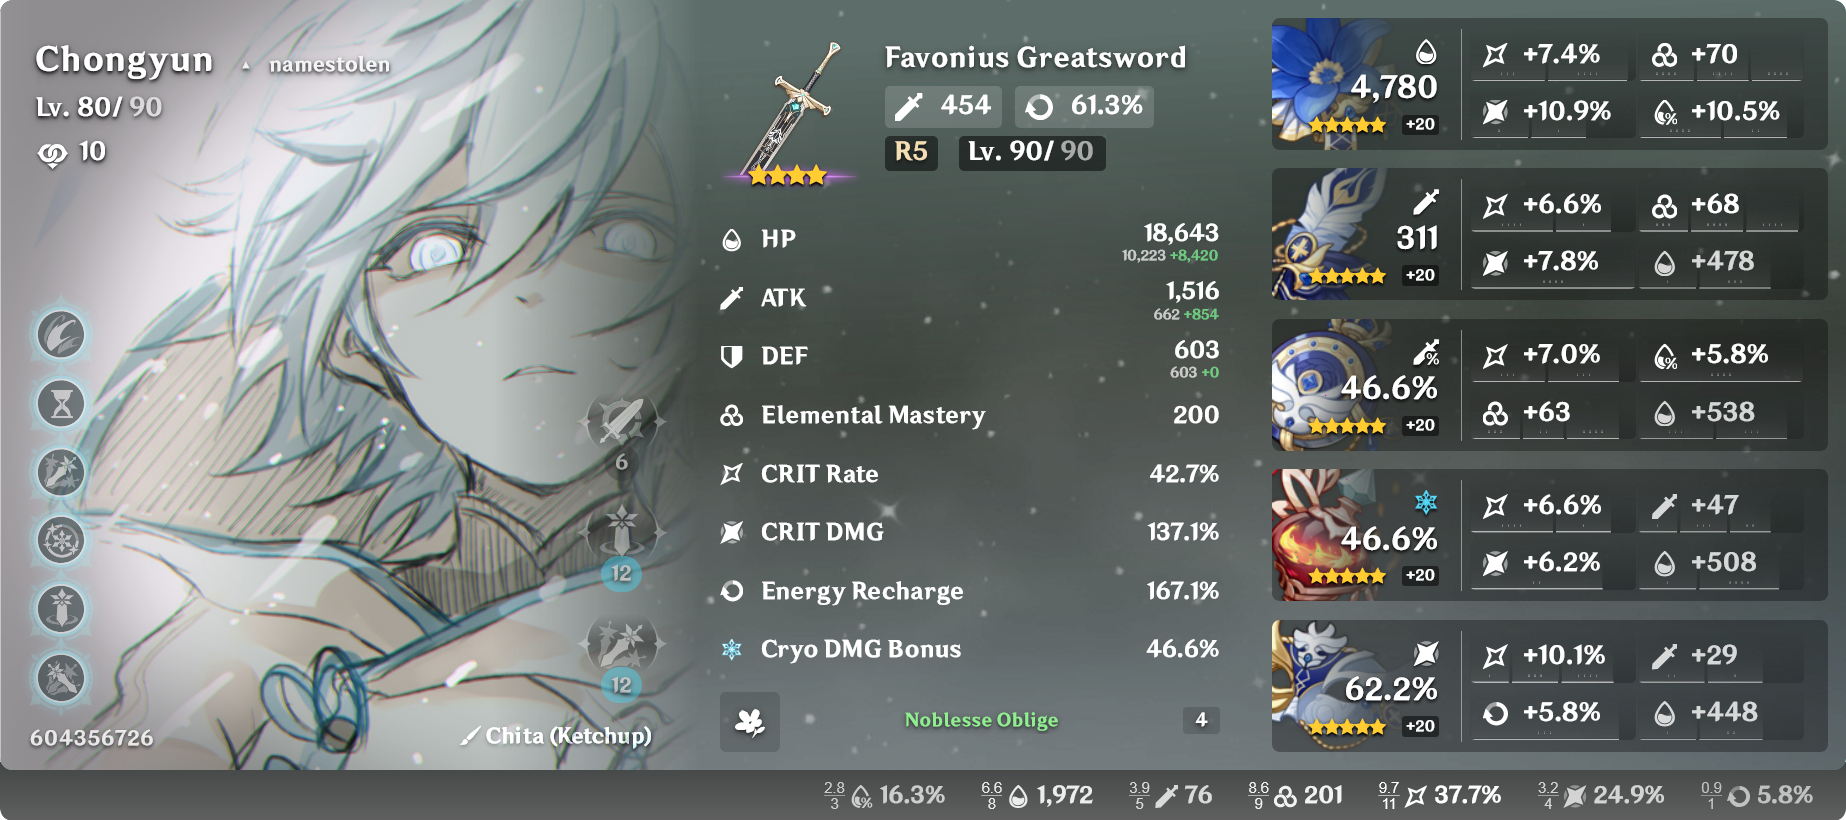 Chongyun ▲ namestolen
Lv. 80/ 90
10
6
12
12
604356726
Chita (Ketchup)
Favonius Greatsword
454 61.3%
R5 Lv. 90/ 90
HP 18,643
10,223 +8,420
ATK 1,516
662 +854
DEF 603
603 +0
Elemental Mastery 200
CRIT Rate 42.7%
CRIT DMG 137.1%
Energy Recharge 167.1%
Cryo DMG Bonus 46.6%
Noblesse Oblige 4
4,780
+20
+7.4% +70
+10.9% +10.5%
311
+20
+6.6% +68
+7.8% +478
46.6%
+20
+7.0% +5.8%
+63 +538
46.6%
+20
+6.6% +47
+6.2% +508
62.2%
+20
+10.1% +29
+5.8% +448
2.8/3 16.3% 6.6/8 1,972 3.9/5 76 8.6/9 201 9.7/11 37.7% 3.2/4 24.9% 0.9/1 5.8%